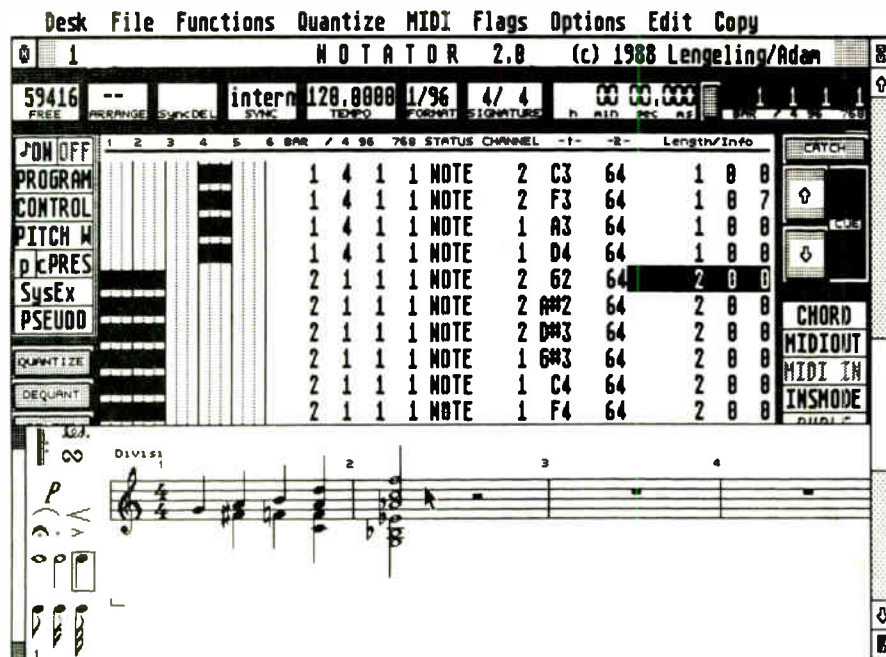 Desk File Functions Quantize MIDI Flags Options Edit Copy
1 NOTATOR 2.0 (c) 1988 Lengeling/Adam
59416 -- intern 120,0000 1/96 4/ 4 00 00,000 1 1 1 1
FREE ARRANGE SyncDEL SYNC TEMPO FORMAT SIGNATURE h min sec ms BAR / 4 96 768
♪ON OFF 1 2 3 4 5 6 BAR / 4 96 768 STATUS CHANNEL -1- -2- Length/Info CATCH
1 4 1 1 NOTE 2 C3 64 1 0 0
PROGRAM
1 4 1 1 NOTE 2 F3 64 1 0 7
CONTROL
1 4 1 1 NOTE 1 A3 64 1 0 0
CUE
PITCH W
1 4 1 1 NOTE 1 D4 64 1 0 0
p cPRES
2 1 1 1 NOTE 2 G2 64 2 0 0
SysEx
2 1 1 1 NOTE 2 A#2 64 2 0 0
PSEUDO
CHORD
2 1 1 1 NOTE 2 D#3 64 2 0 0
MIDIOUT
QUANTIZE
2 1 1 1 NOTE 1 G#3 64 2 0 0
MIDI IN
DEQUANT
2 1 1 1 NOTE 1 C4 64 2 0 0
INSMODE
2 1 1 1 NOTE 1 F4 64 2 0 0
Divisi
1 2 3 4
4
4
p
1